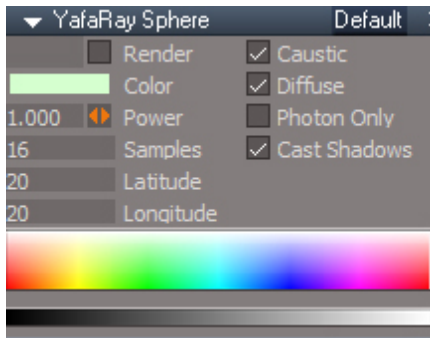 YafaRay Sphere Default
Render Caustic
Color Diffuse
1.000 Power Photon Only
16 Samples Cast Shadows
20 Latitude
20 Longitude